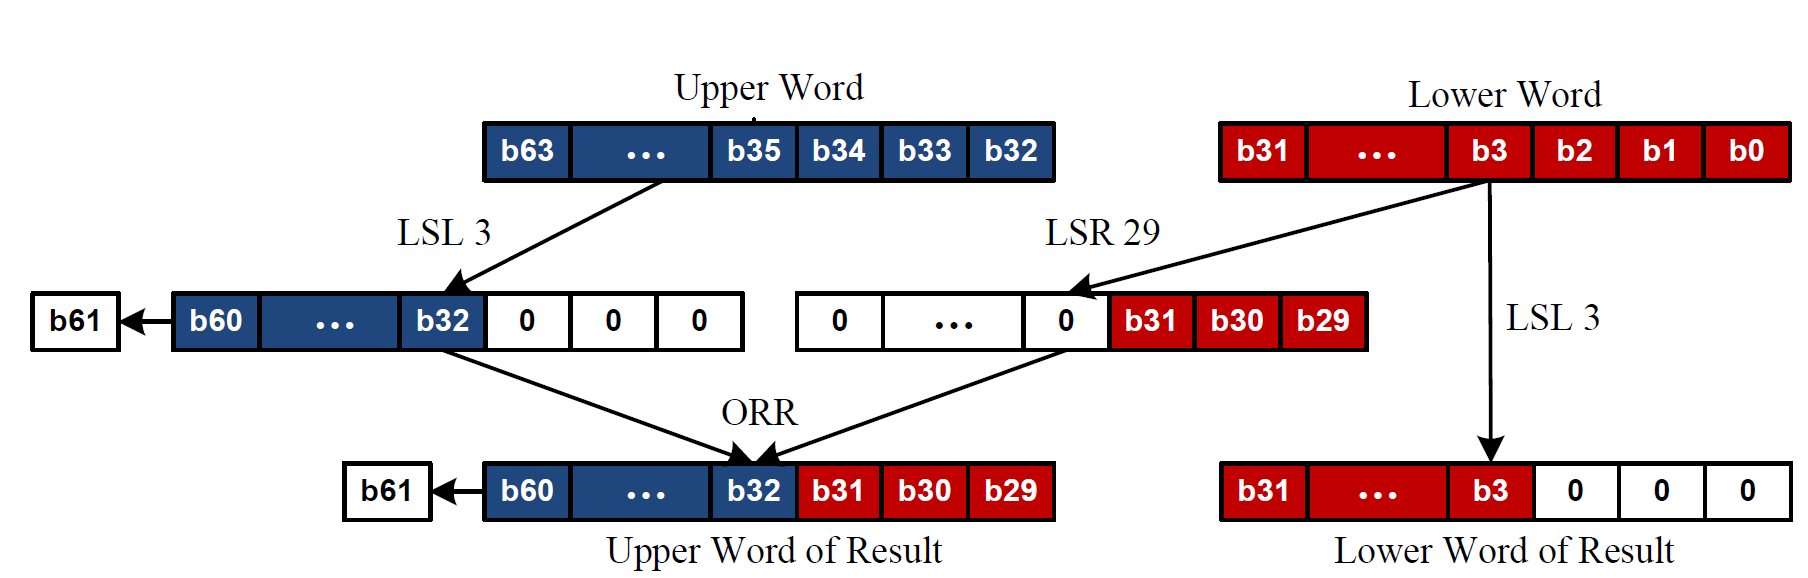 Upper Word
Lower Word
b63 ... b35 b34 b33 b32
b31 ... b3 b2 b1 b0
LSL 3
LSR 29
LSL 3
b61 b60 ... b32 0 0 0
0 ... 0 b31 b30 b29
ORR
b61 b60 ... b32 b31 b30 b29
b31 ... b3 0 0 0
Upper Word of Result
Lower Word of Result